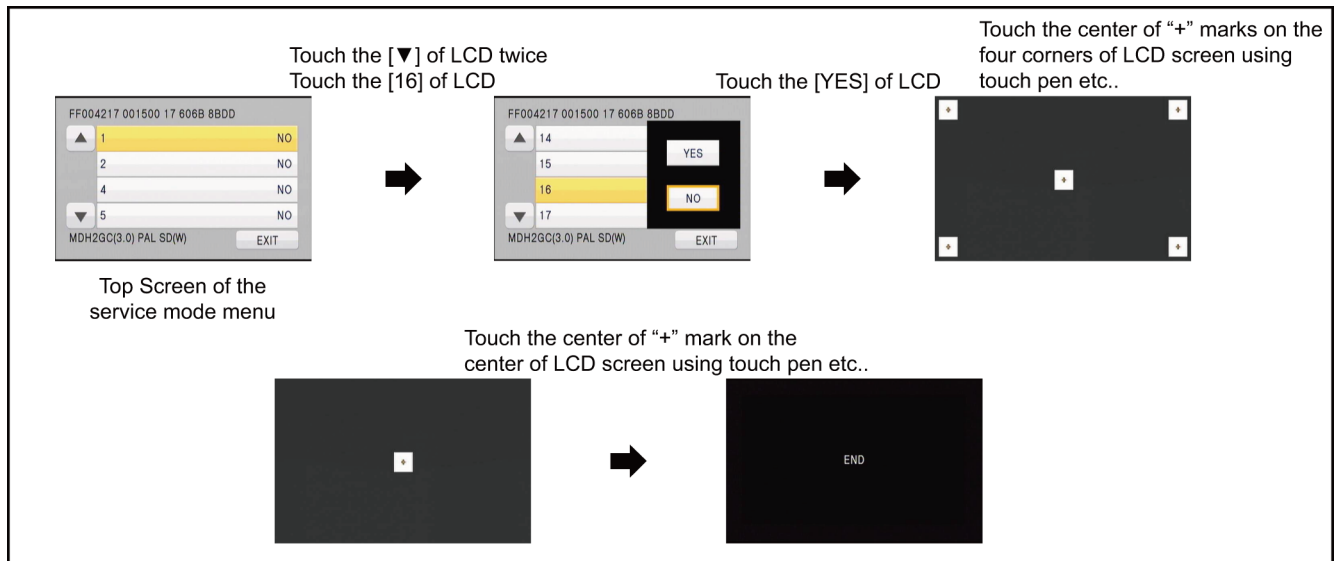 Touch the [▼] of LCD twice
Touch the [16] of LCD
FF004217 001500 17 606B 8BDD
▲
1 NO
2 NO
4 NO
▼
5 NO
MDH2GC(3.0) PAL SD(W) EXIT
Top Screen of the
service mode menu
Touch the [YES] of LCD
FF004217 001500 17 606B 8BDD
▲
14
15
16
▼
17
YES
NO
MDH2GC(3.0) PAL SD(W) EXIT
Touch the center of “+” marks on the
four corners of LCD screen using
touch pen etc..
+ +
+
+ +
Touch the center of “+” mark on the
center of LCD screen using touch pen etc..
+
END